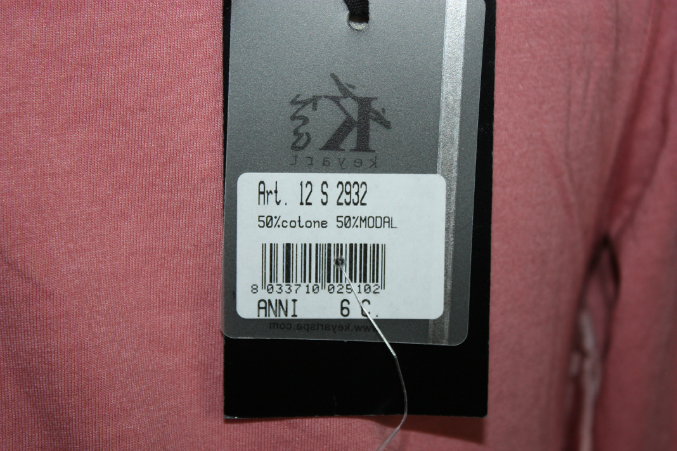 K
keyart
Art. 12 S 2932
50%cotone 50%MODAL
8 033710 025102
ANNI 6 C.
www.keyartspa.com